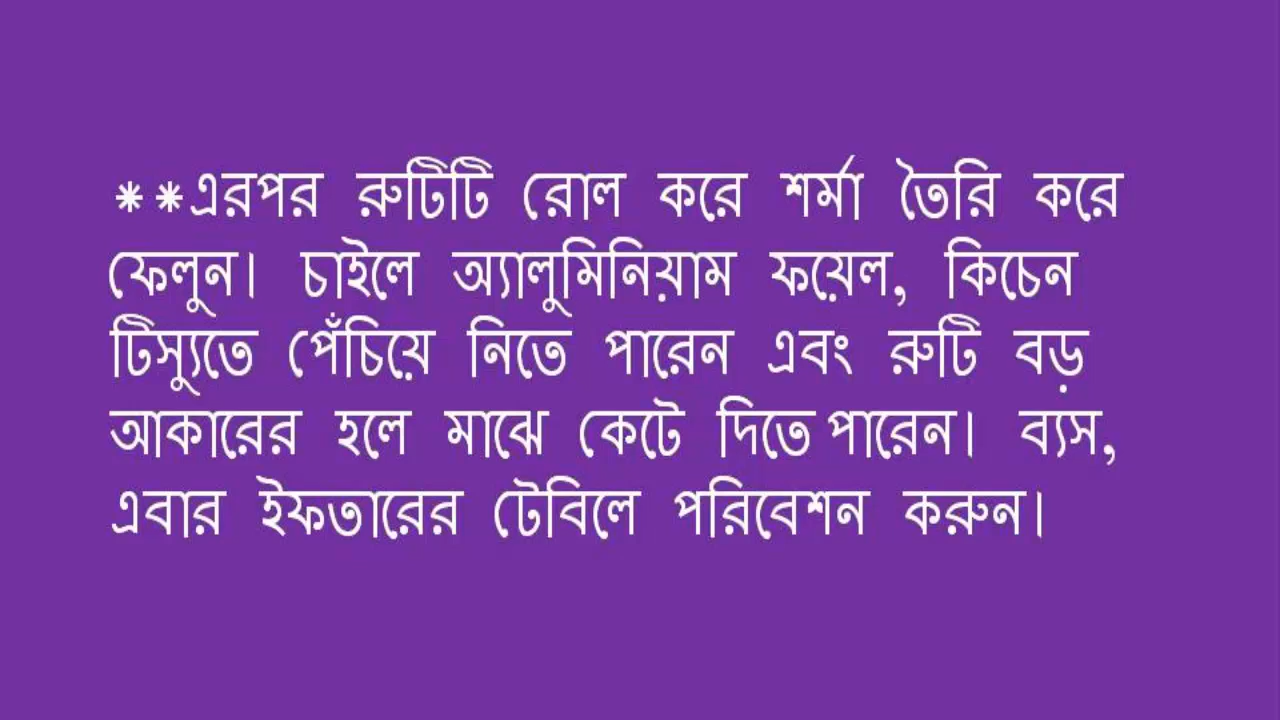 **এরপর রুটিটি রোল করে শর্মা তৈরি করে
ফেলুন। চাইলে অ্যালুমিনিয়াম ফয়েল, কিচেন
টিস্যুতে পেঁচিয়ে নিতে পারেন এবং রুটি বড়
আকারের হলে মাঝে কেটে দিতে পারেন। ব্যস,
এবার ইফতারের টেবিলে পরিবেশন করুন।